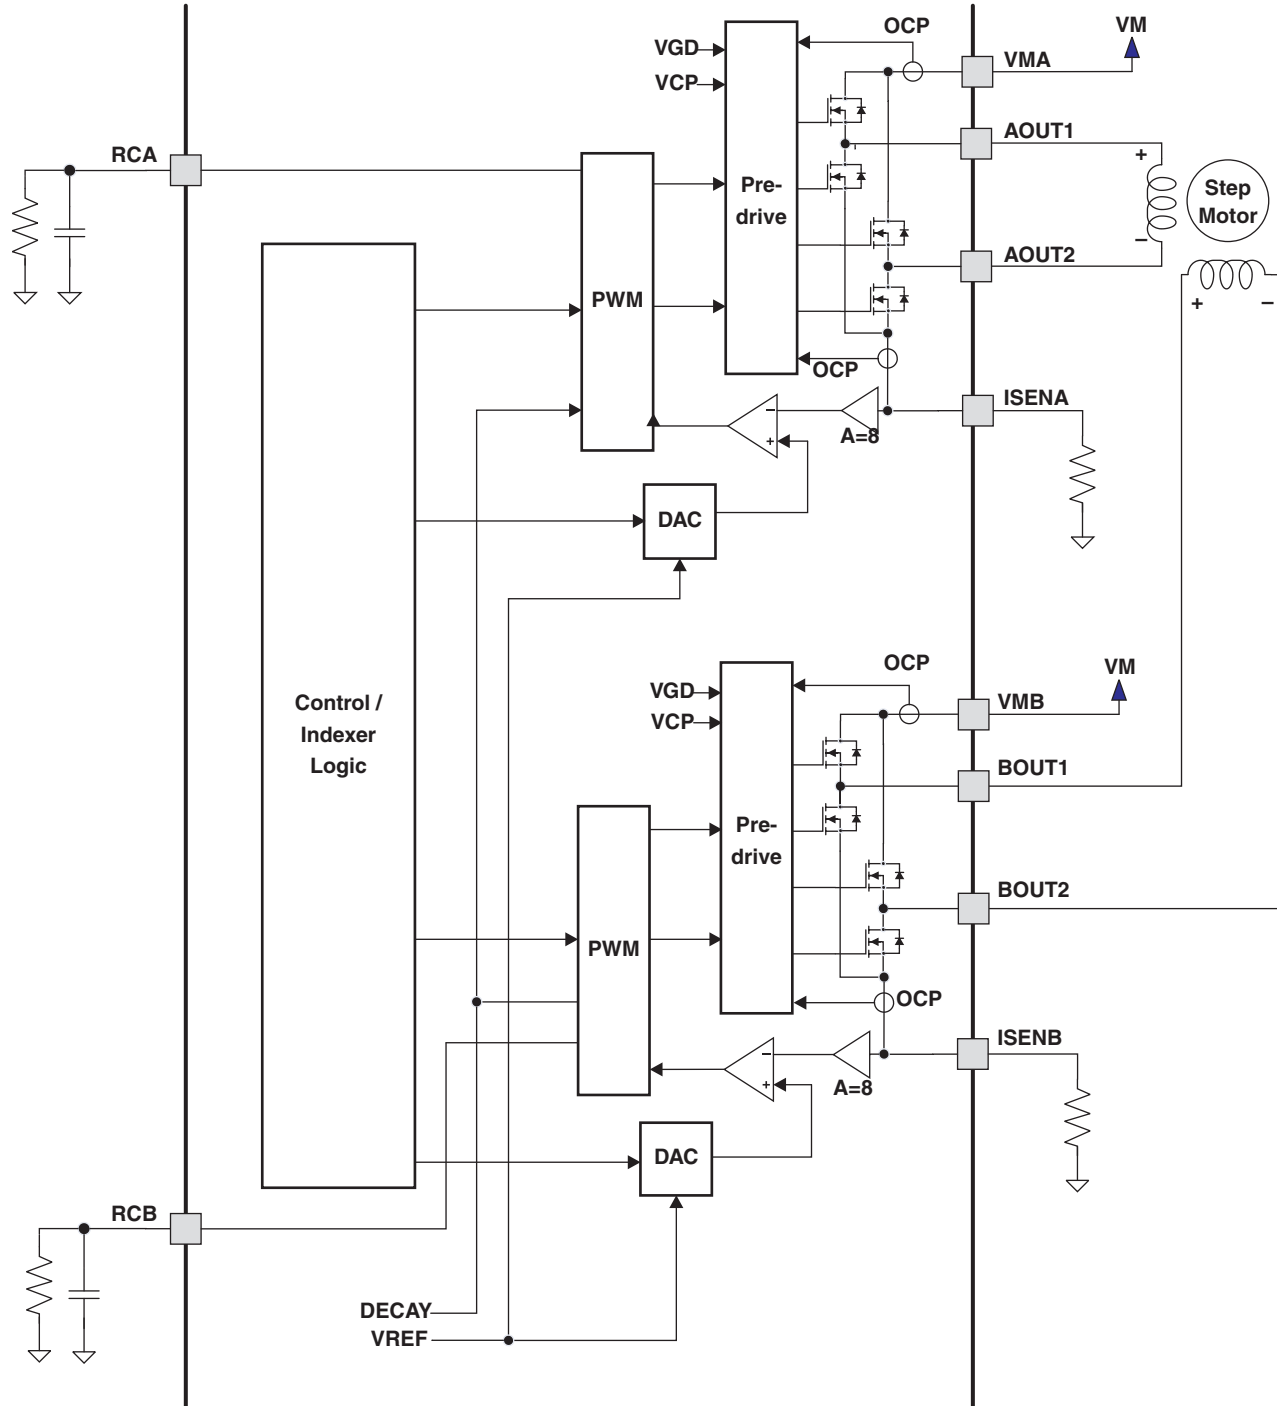 OCP
VM
VGD
VMA
VCP
AOUT1
RCA
+
Pre-
drive
Step
Motor
–
AOUT2
PWM
+
–
OCP
ISENA
–
+
A=8
DAC
OCP
VM
VGD
VMB
VCP
Control /
Indexer
Logic
BOUT1
Pre-
drive
BOUT2
PWM
OCP
ISENB
–
+
A=8
DAC
RCB
DECAY
VREF